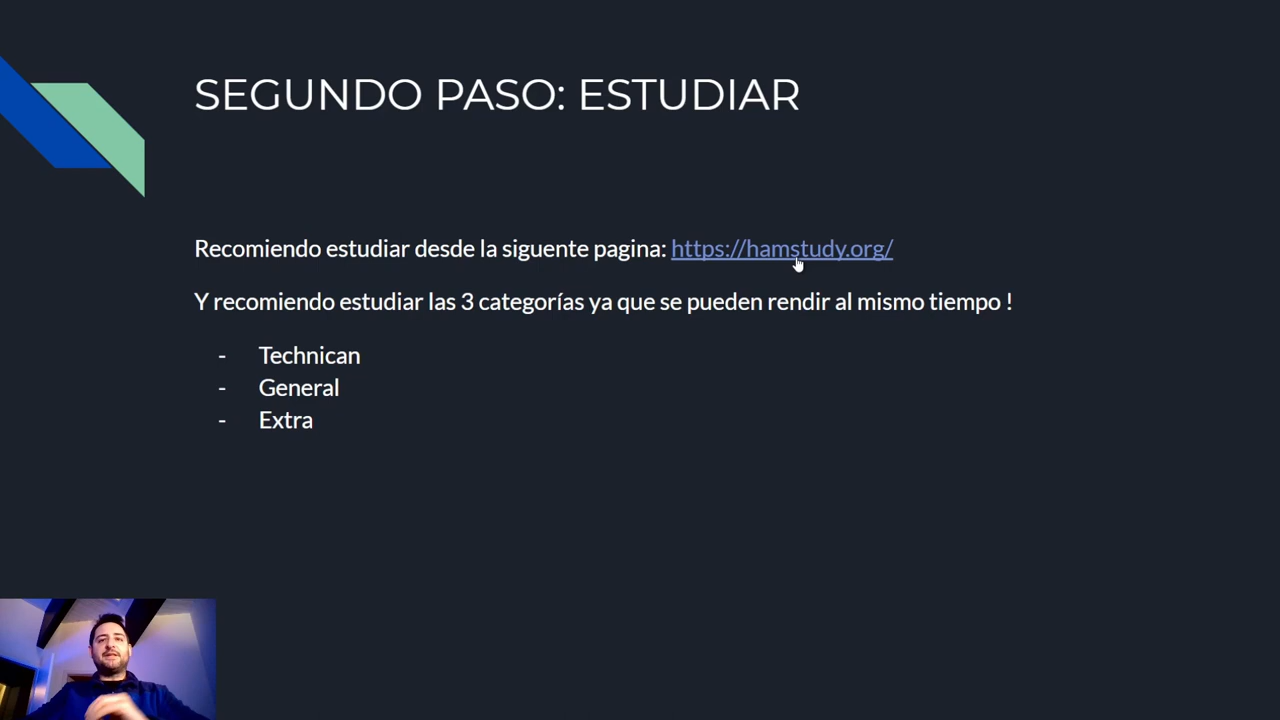 SEGUNDO PASO: ESTUDIAR
Recomiendo estudiar desde la siguente pagina: https://hamstudy.org/
Y recomiendo estudiar las 3 categorías ya que se pueden rendir al mismo tiempo !
- Technican
- General
- Extra